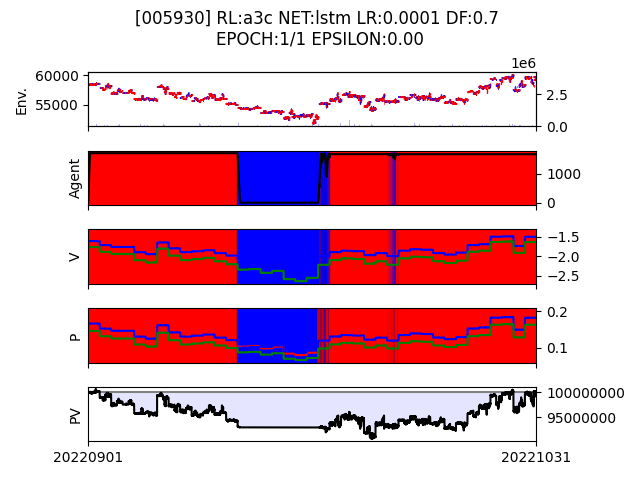 [005930] RL:a3c NET:lstm LR:0.0001 DF:0.7
EPOCH:1/1 EPSILON:0.00
1e6
60000
55000
Env.
2.5
0.0
Agent
1000
0
V
−1.5
−2.0
−2.5
P
0.2
0.1
PV
100000000
95000000
20220901
20221031